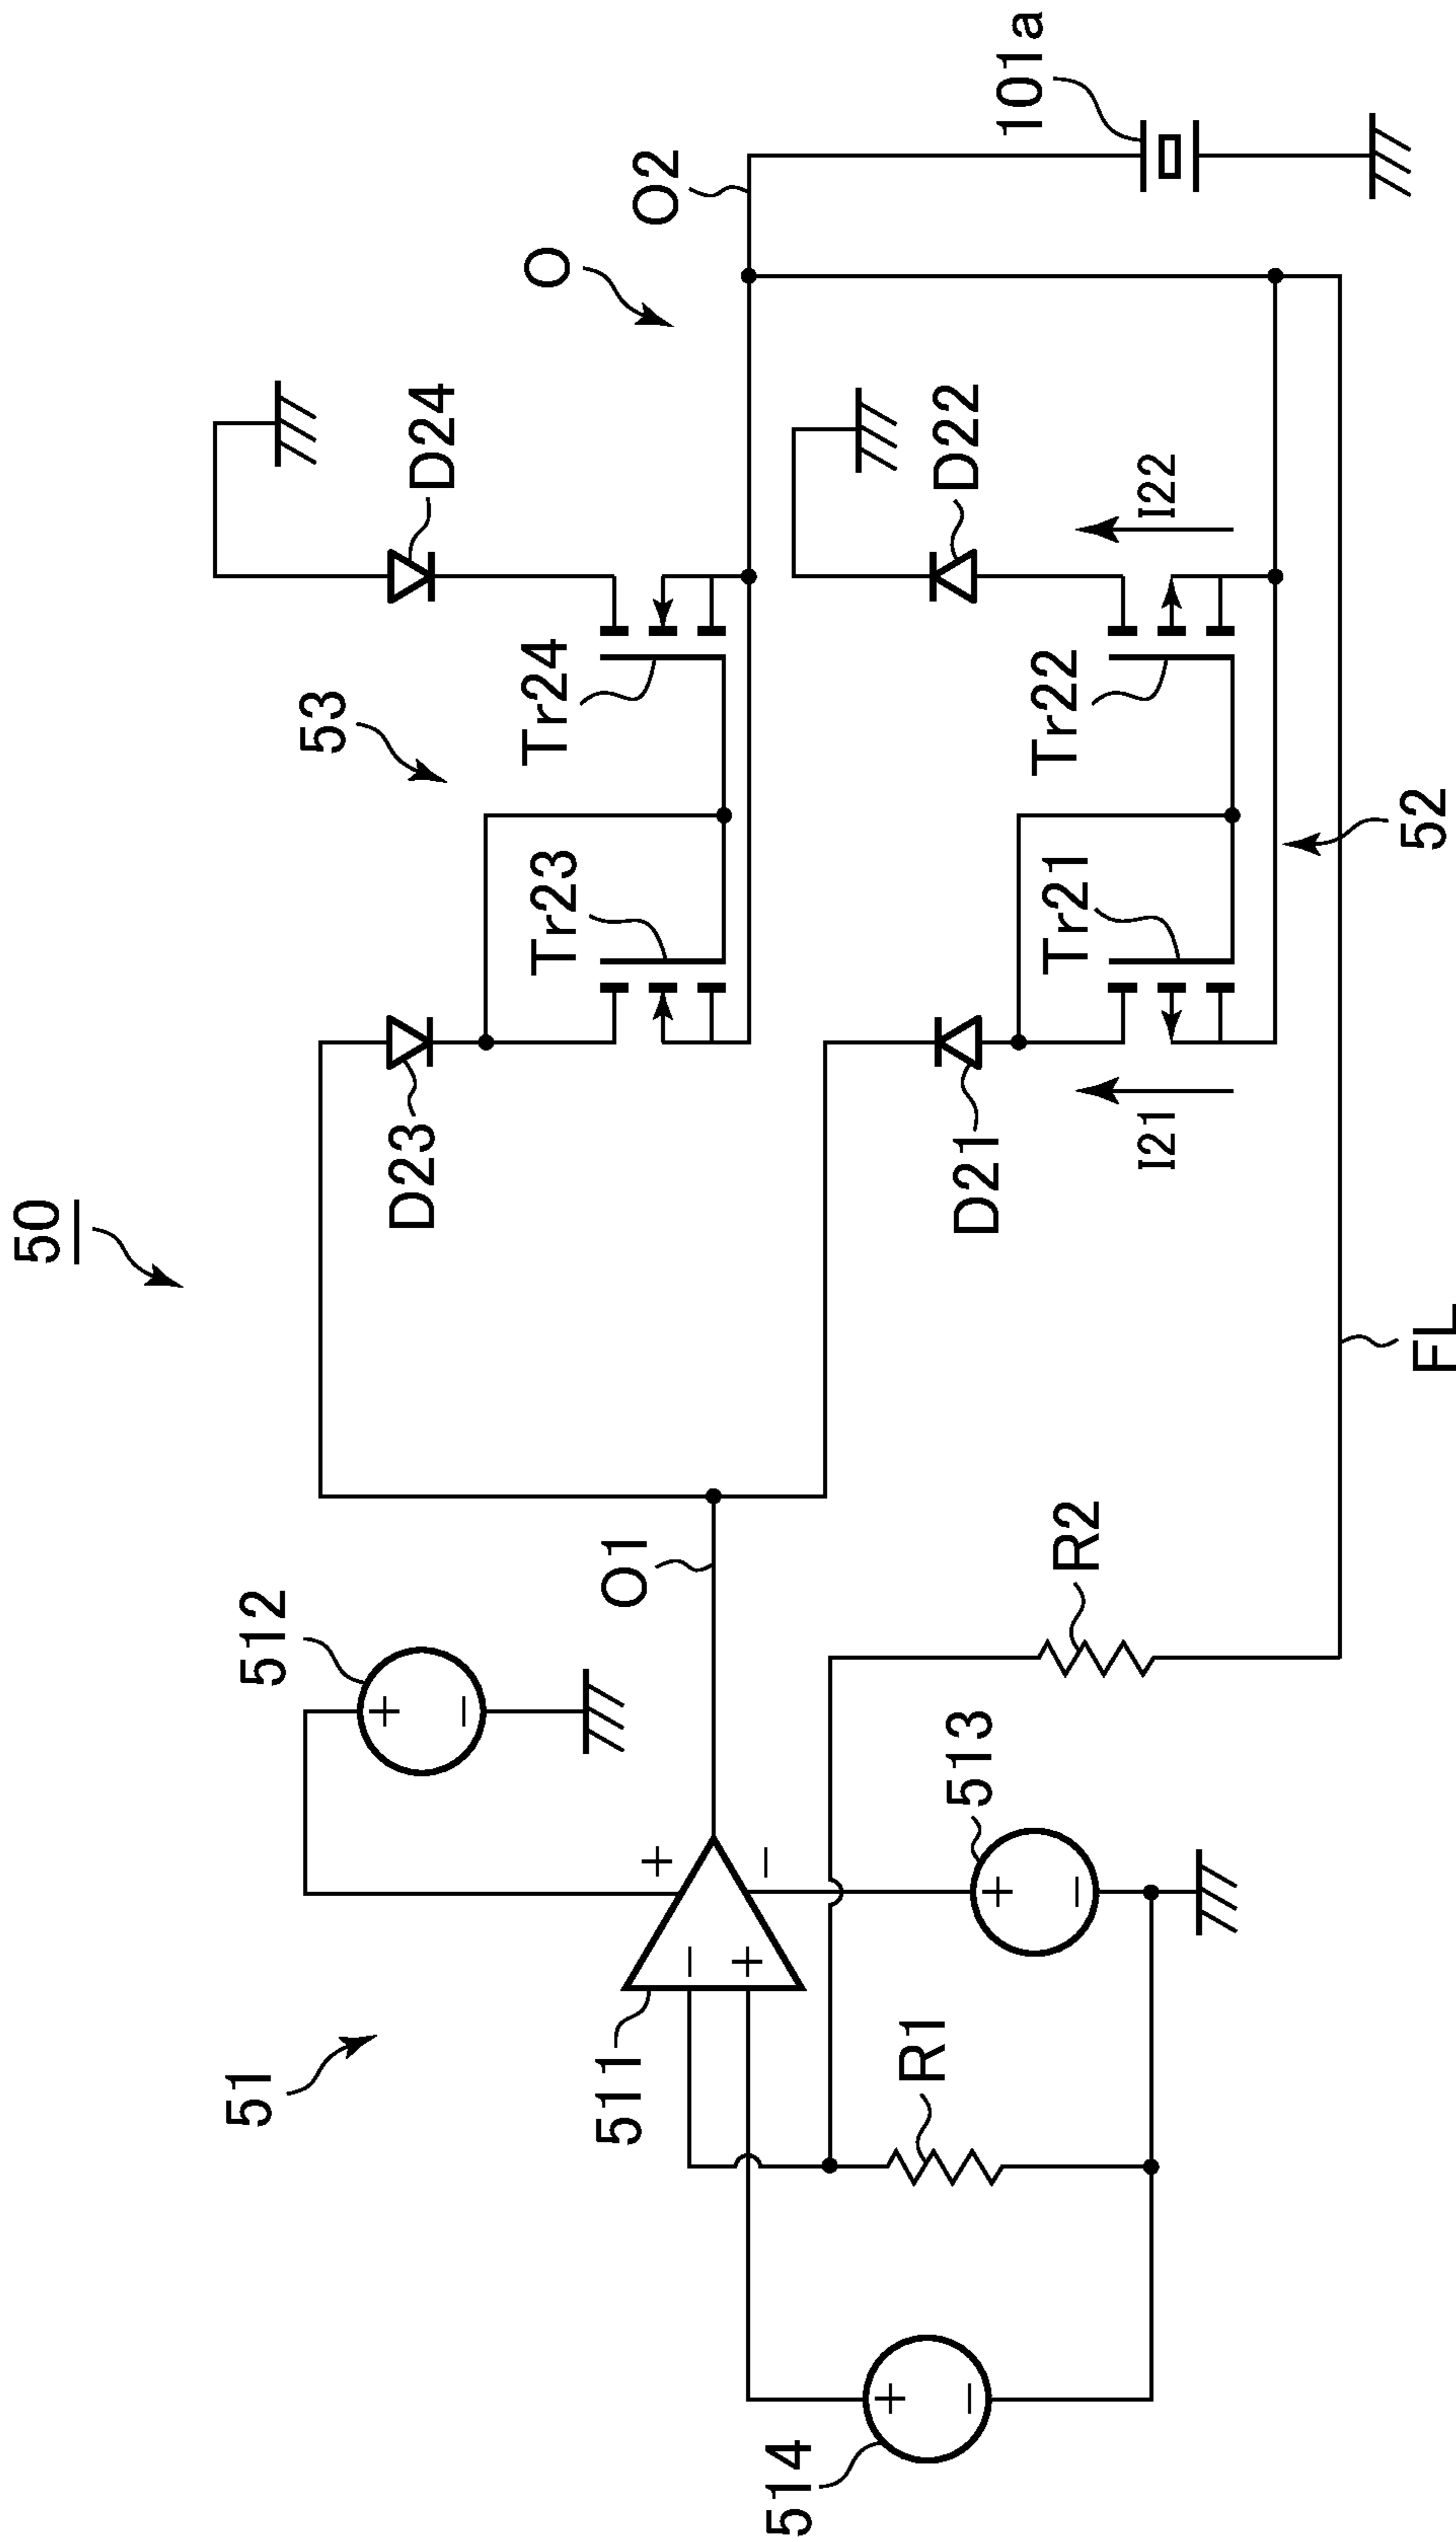 50
51
512
+
−
53
D23
D24
O
Tr23
Tr24
511
O1
O2
+
−
−
+
514
+
−
R1
513
+
−
D21
D22
101a
R2
Tr21
Tr22
I21
I22
52
FL